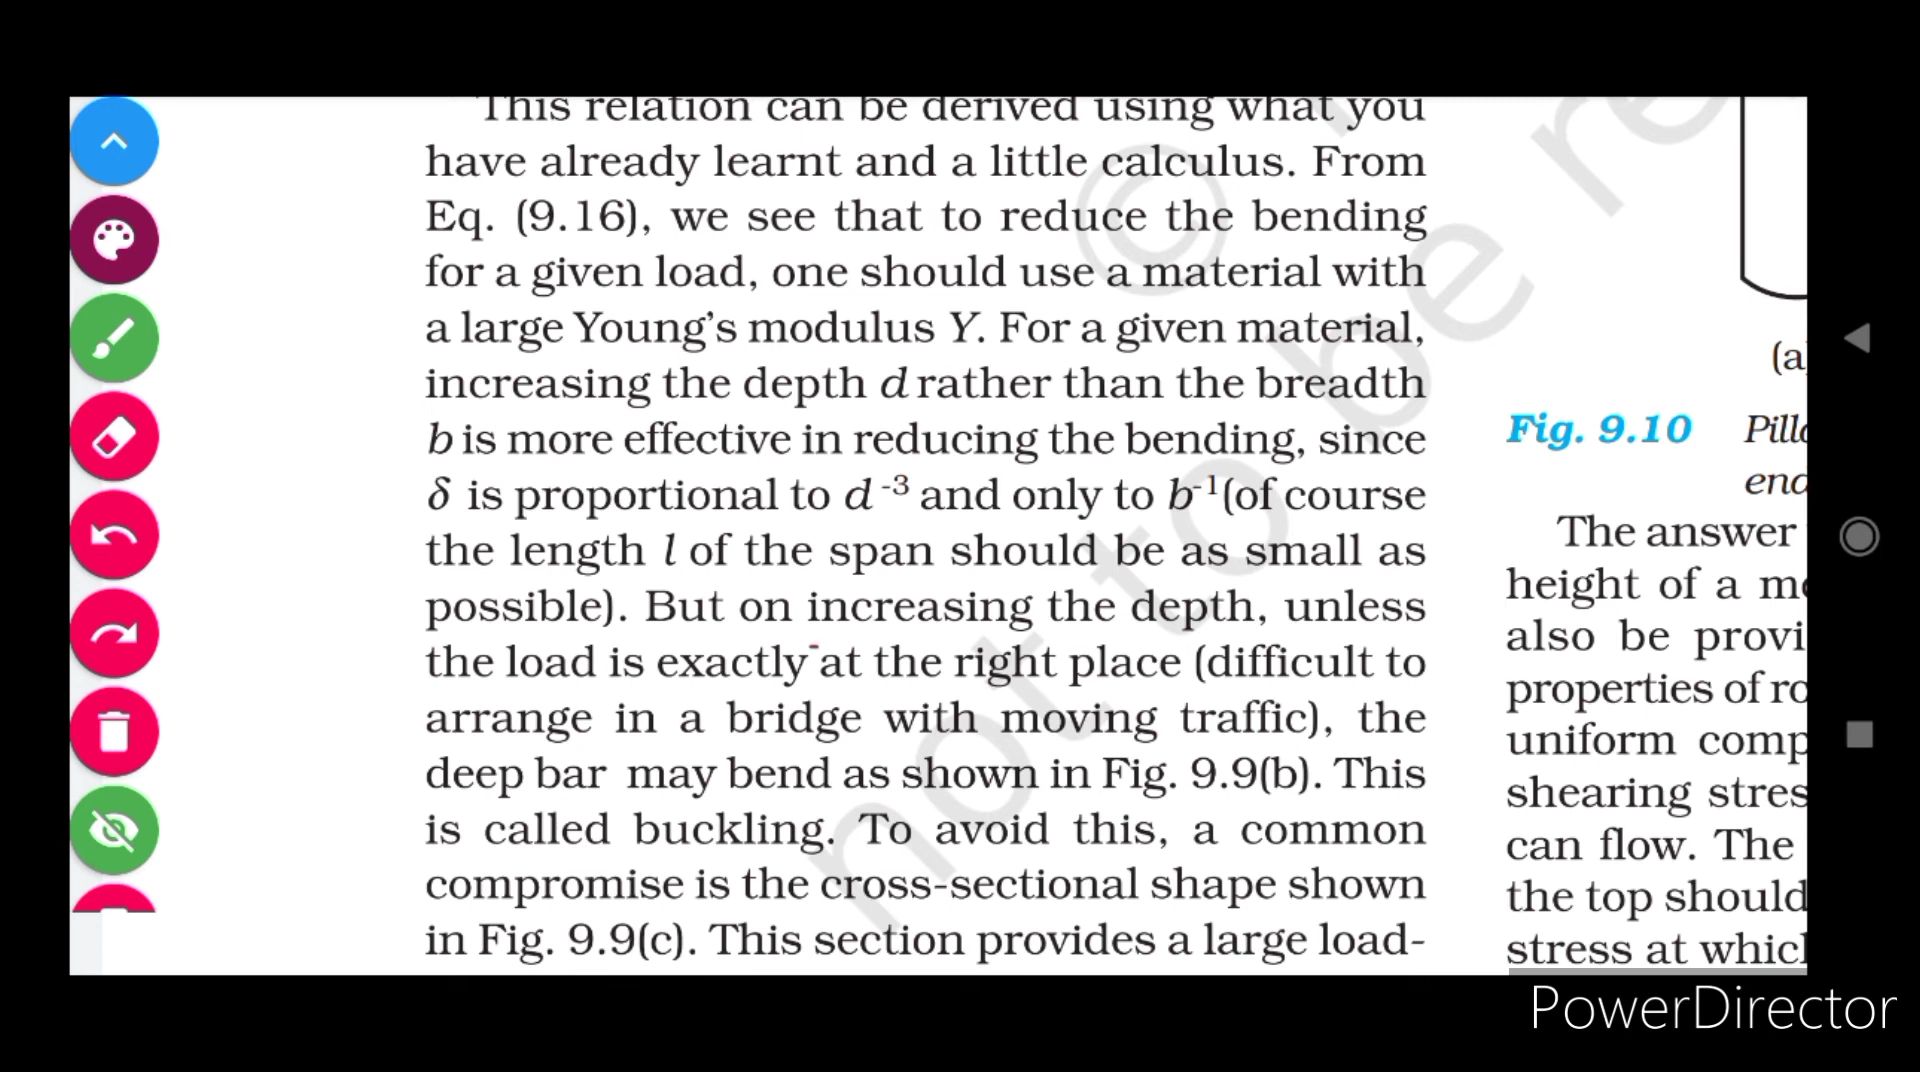 This relation can be derived using what you
have already learnt and a little calculus. From
Eq. (9.16), we see that to reduce the bending
for a given load, one should use a material with
a large Young's modulus Y. For a given material,
increasing the depth d rather than the breadth
b is more effective in reducing the bending, since
δ is proportional to d⁻³ and only to b⁻¹(of course
the length l of the span should be as small as
possible). But on increasing the depth, unless
the load is exactly at the right place (difficult to
arrange in a bridge with moving traffic), the
deep bar may bend as shown in Fig. 9.9(b). This
is called buckling. To avoid this, a common
compromise is the cross-sectional shape shown
in Fig. 9.9(c). This section provides a large load-
(a)
Fig. 9.10
The answer
height of a
also be
properties of
uniform
shearing
can flow. The
the top should
stress at
© not to be re
PowerDirector